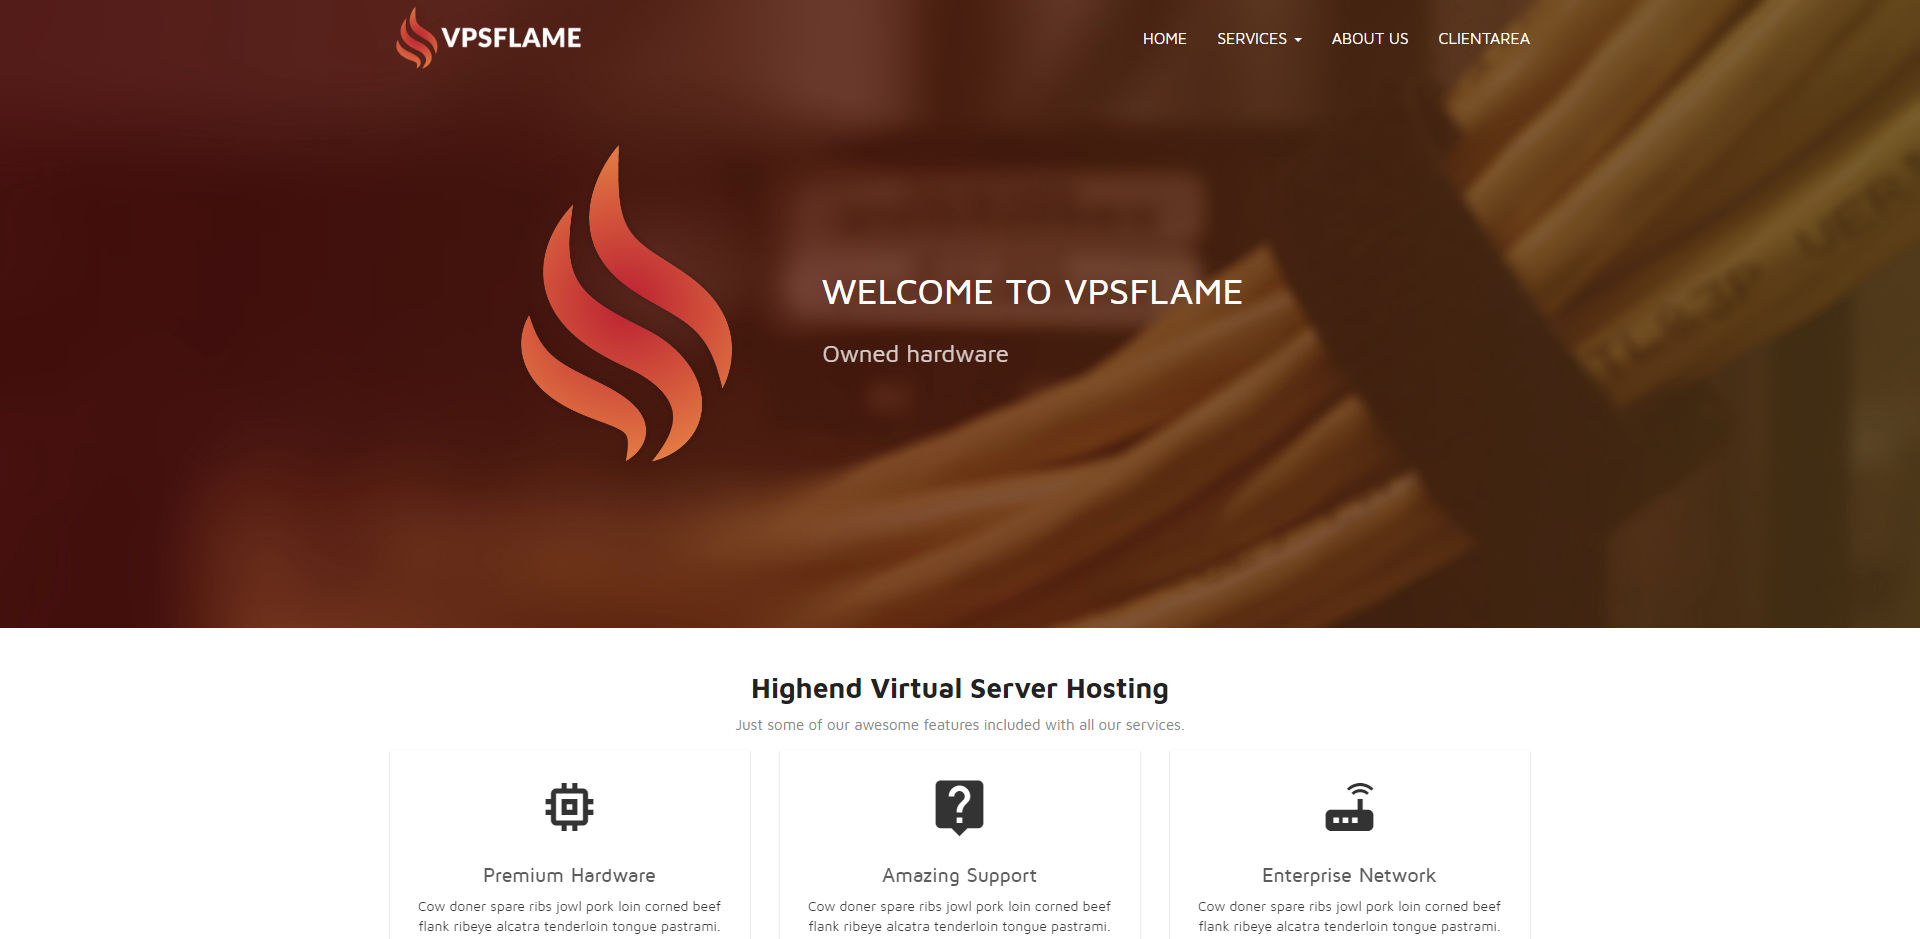 VPSFLAME
HOME
SERVICES
ABOUT US
CLIENTAREA
WELCOME TO VPSFLAME
Owned hardware
Highend Virtual Server Hosting
Just some of our awesome features included with all our services.
Premium Hardware
Cow doner spare ribs jowl pork loin corned beef
flank ribeye alcatra tenderloin tongue pastrami.
Amazing Support
Cow doner spare ribs jowl pork loin corned beef
flank ribeye alcatra tenderloin tongue pastrami.
Enterprise Network
Cow doner spare ribs jowl pork loin corned beef
flank ribeye alcatra tenderloin tongue pastrami.